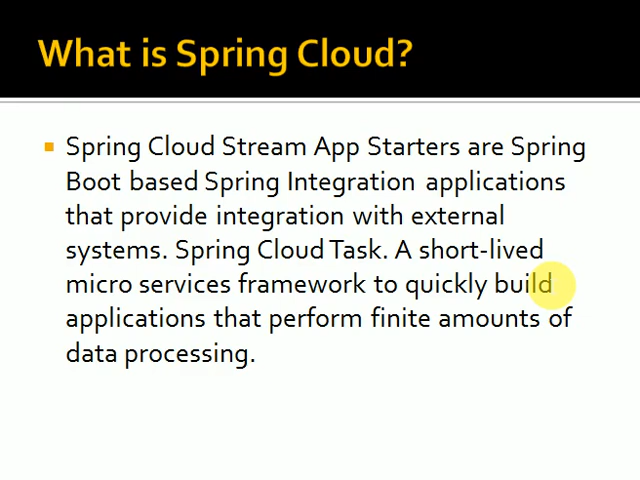 What is Spring Cloud?
Spring Cloud Stream App Starters are Spring
Boot based Spring Integration applications
that provide integration with external
systems. Spring Cloud Task. A short-lived
micro services framework to quickly build
applications that perform finite amounts of
data processing.